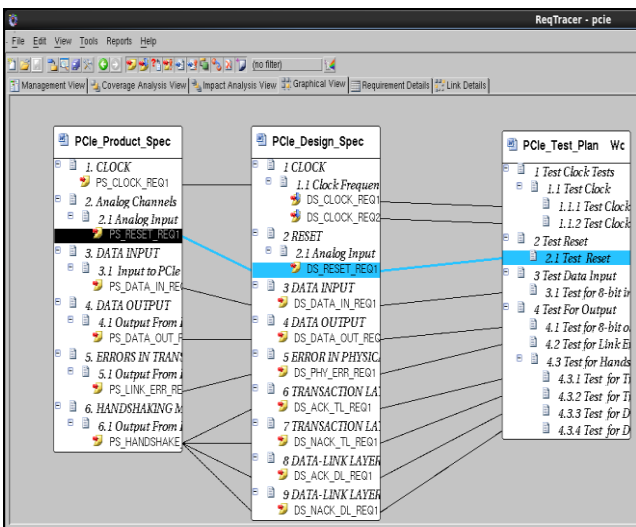 ReqTracer - pcie
File Edit View Tools Reports Help
(no filter)
Management View Coverage Analysis View Impact Analysis View Graphical View Requirement Details Link Details
PCIe_Product_Spec
1. CLOCK
PS_CLOCK_REQ1
2. Analog Channels
2.1 Analog Input
PS_RESET_REQ1
3. DATA INPUT
3.1 Input to PCIe
PS_DATA_IN_RE
4. DATA OUTPUT
4.1 Output From
PS_DATA_OUT_F
5. ERRORS IN TRAN
5.1 Output From
PS_LINK_ERR_RE
6. HANDSHAKING M
6.1 Output From
PS_HANDSHAKE
PCIe_Design_Spec
1 CLOCK
1.1 Clock Frequen
DS_CLOCK_REQ1
DS_CLOCK_REQ2
2 RESET
2.1 Analog Input
DS_RESET_REQ1
3 DATA INPUT
DS_DATA_IN_REQ1
4 DATA OUTPUT
DS_DATA_OUT_REQ
5 ERROR IN PHYSIC
DS_PHY_ERR_REQ1
6 TRANSACTION LA
DS_ACK_TL_REQ1
7 TRANSACTION LA
DS_NACK_TL_REQ1
8 DATA-LINK LAYER
DS_ACK_DL_REQ1
9 DATA-LINK LAYER
DS_NACK_DL_REQ1
PCIe_Test_Plan Wc
1 Test Clock Tests
1.1 Test Clock
1.1.1 Test Clock
1.1.2 Test Clock
2 Test Reset
2.1 Test Reset
3 Test Data Input
3.1 Test for 8-bit in
4 Test For Output
4.1 Test for 8-bit o
4.2 Test for Link E
4.3 Test for Hands
4.3.1 Test for T
4.3.2 Test for T
4.3.3 Test for D
4.3.4 Test for D